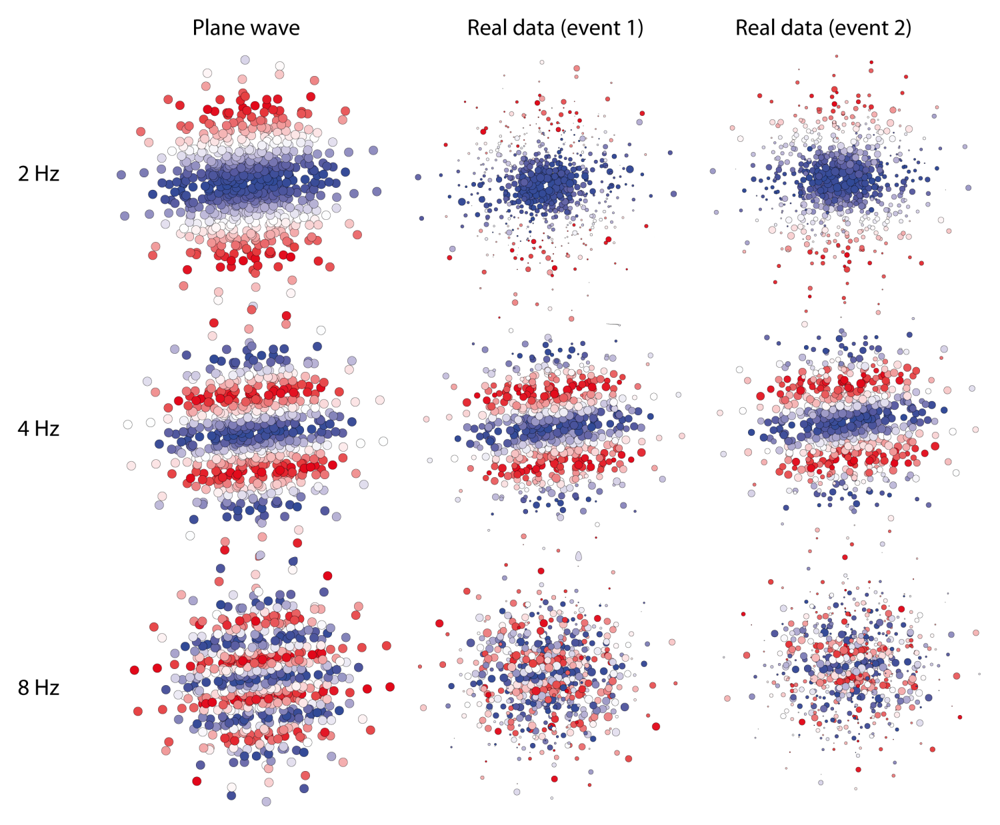 Plane wave
Real data (event 1)
Real data (event 2)
2 Hz
4 Hz
8 Hz